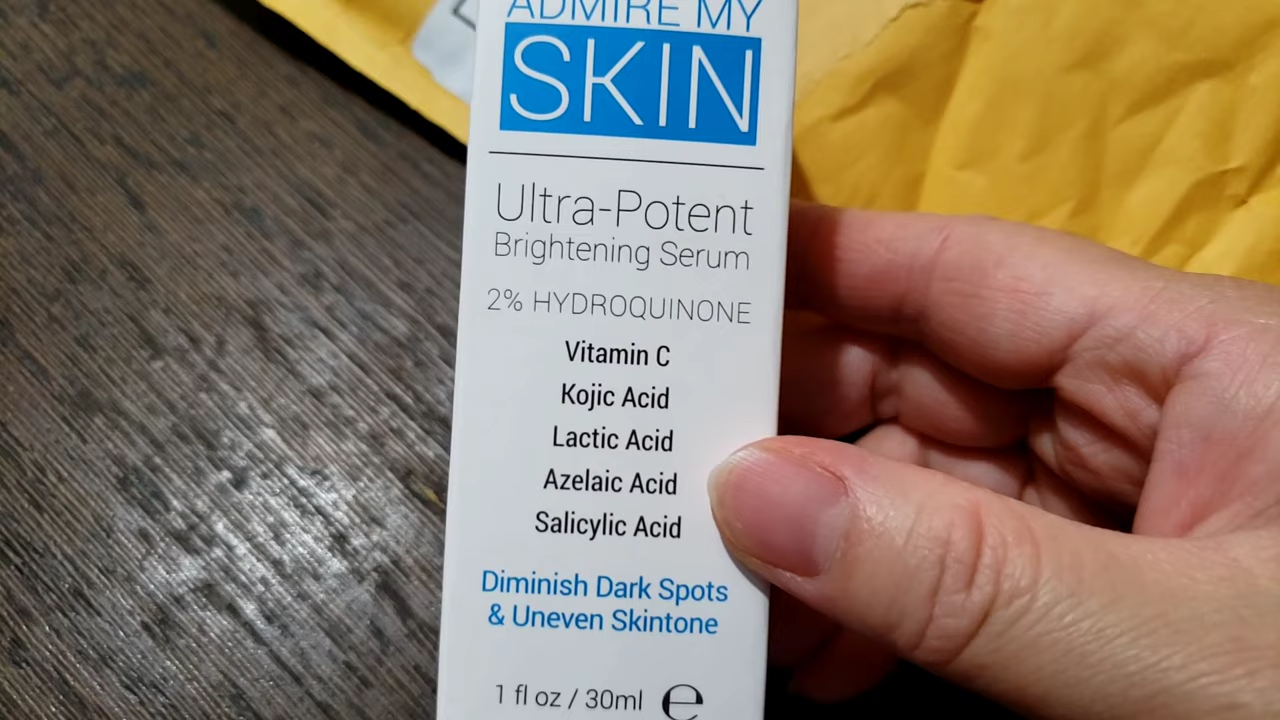 ADMIRE MY
SKIN
Ultra-Potent
Brightening Serum
2% HYDROQUINONE
Vitamin C
Kojic Acid
Lactic Acid
Azelaic Acid
Salicylic Acid
Diminish Dark Spots
& Uneven Skintone
1 fl oz / 30ml ℮